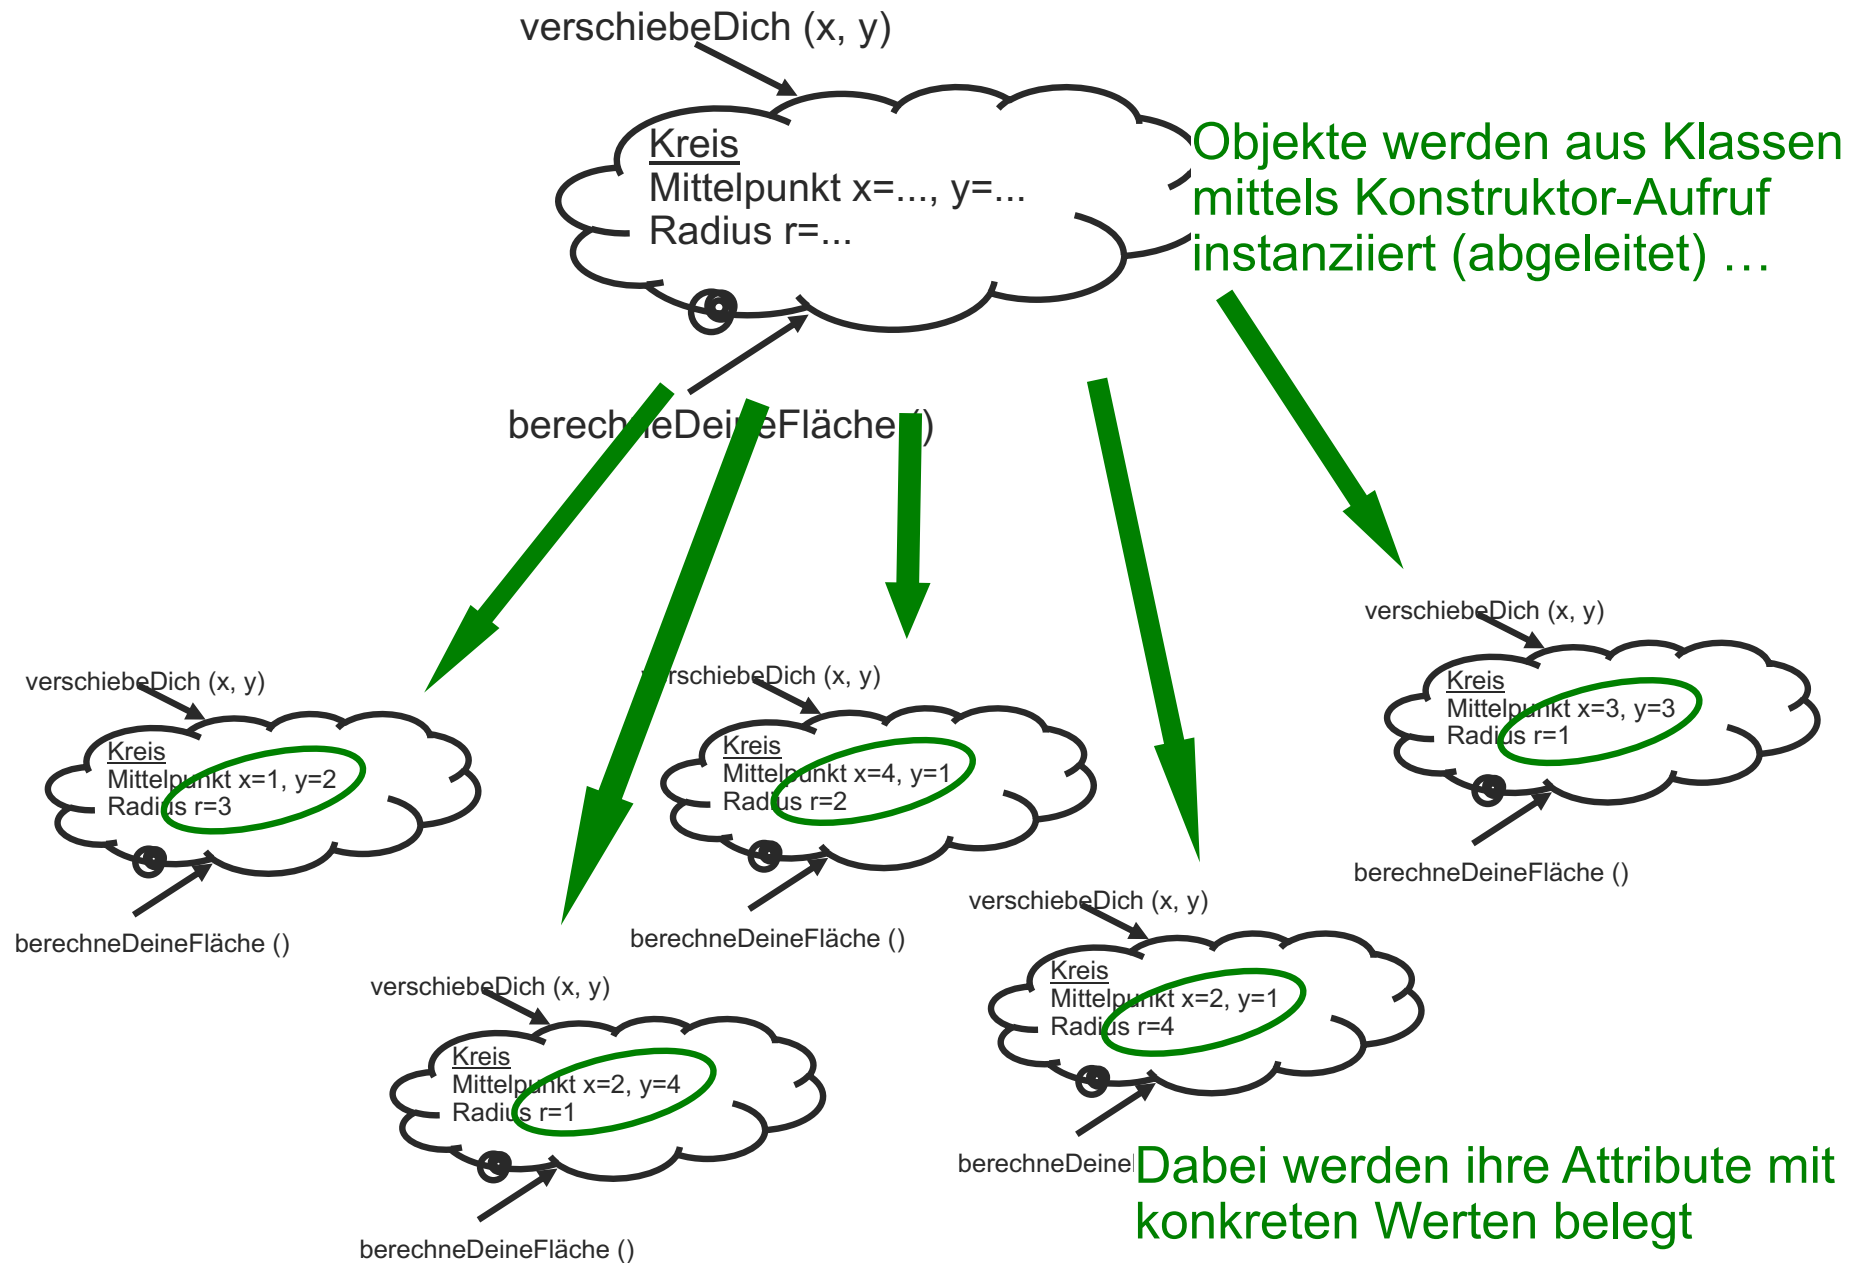 verschiebeDich (x, y)
Kreis
Mittelpunkt x=..., y=...
Radius r=...
berechneDeineFläche ()
Objekte werden aus Klassen
mittels Konstruktor-Aufruf
instanziiert (abgeleitet) …
verschiebeDich (x, y)
Kreis
Mittelpunkt x=1, y=2
Radius r=3
berechneDeineFläche ()
verschiebeDich (x, y)
Kreis
Mittelpunkt x=2, y=4
Radius r=1
berechneDeineFläche ()
verschiebeDich (x, y)
Kreis
Mittelpunkt x=4, y=1
Radius r=2
berechneDeineFläche ()
verschiebeDich (x, y)
Kreis
Mittelpunkt x=2, y=1
Radius r=4
berechneDeine
verschiebeDich (x, y)
Kreis
Mittelpunkt x=3, y=3
Radius r=1
berechneDeineFläche ()
Dabei werden ihre Attribute mit
konkreten Werten belegt